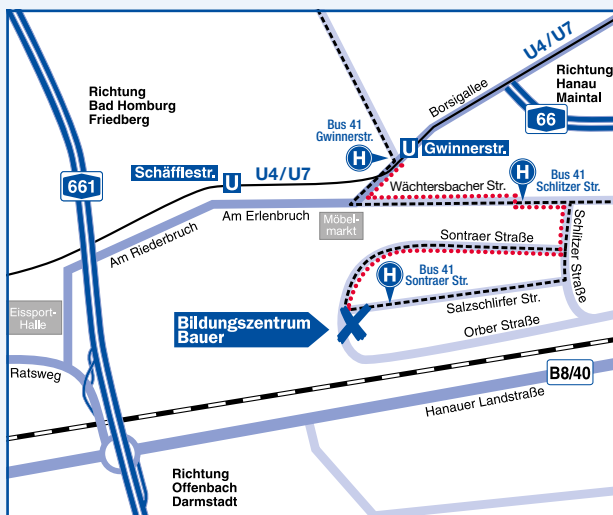 U4/U7
Richtung
Bad Homburg
Friedberg
Richtung
Hanau
Maintal
Borsigallee
66
Bus 41
Gwinnerstr.
H
U
Gwinnerstr.
661
Schäfflestr.
U
U4/U7
Wächtersbacher Str.
H
Bus 41
Schlitzer Str.
Am Erlenbruch
Möbel-
markt
Am Riederbruch
Schlitzer Straße
Sontraer Straße
H
Bus 41
Sontraer Str.
Eissport-
Halle
Bildungszentrum
Bauer
Salzschlirfer Str.
Orber Straße
Ratsweg
B8/40
Hanauer Landstraße
Richtung
Offenbach
Darmstadt